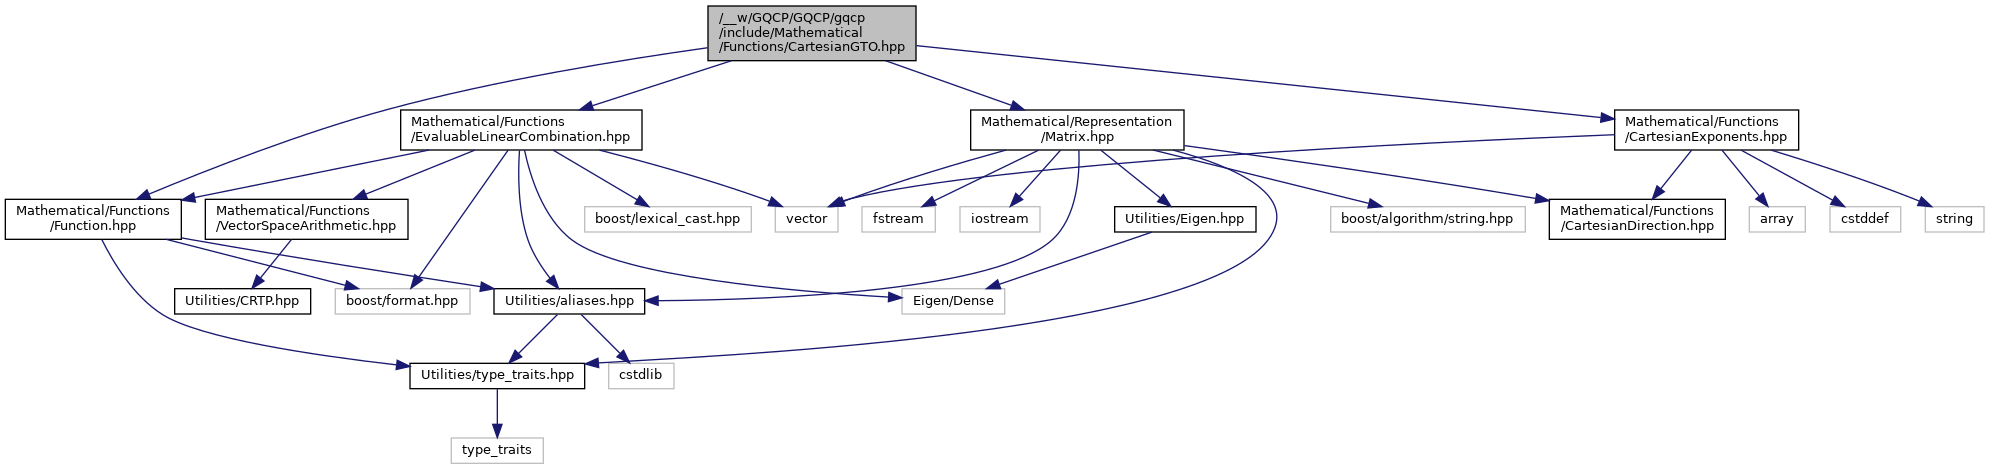 /__w/GQCP/GQCP/gqcp
/include/Mathematical
/Functions/CartesianGTO.hpp
Mathematical/Functions
/EvaluableLinearCombination.hpp
Mathematical/Representation
/Matrix.hpp
Mathematical/Functions
/CartesianExponents.hpp
Mathematical/Functions
/Function.hpp
Mathematical/Functions
/VectorSpaceArithmetic.hpp
boost/lexical_cast.hpp
vector
fstream
iostream
Utilities/Eigen.hpp
boost/algorithm/string.hpp
Mathematical/Functions
/CartesianDirection.hpp
array
cstddef
string
Utilities/CRTP.hpp
boost/format.hpp
Utilities/aliases.hpp
Eigen/Dense
Utilities/type_traits.hpp
cstdlib
type_traits